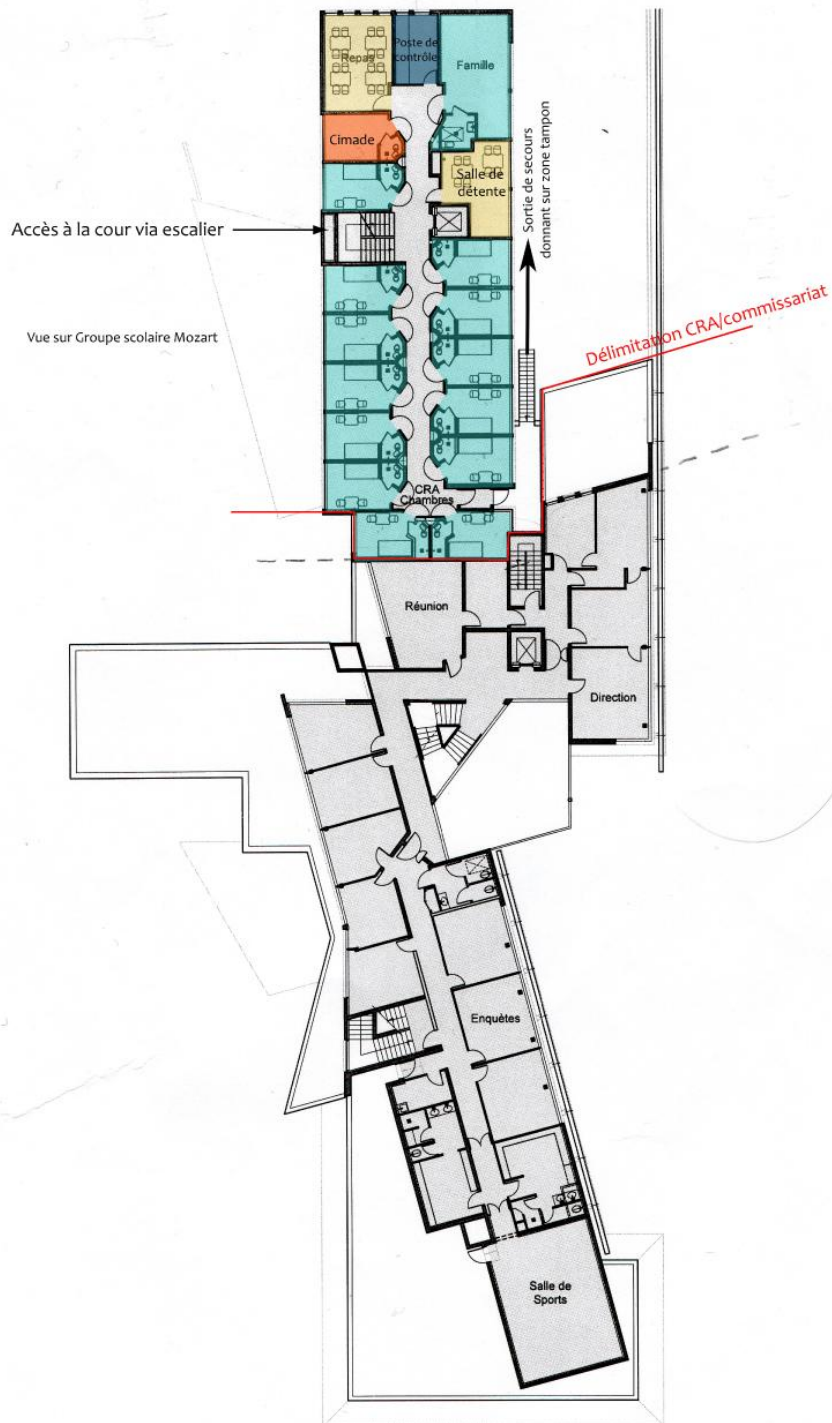 Repas
Poste de
contrôle
Famille
Cimade
Salle de
détente
Sortie de secours
donnant sur zone tampon
Accès à la cour via escalier
Vue sur Groupe scolaire Mozart
Délimitation CRA/commissariat
CRA
Chambres
Réunion
Direction
Enquètes
Salle de
Sports